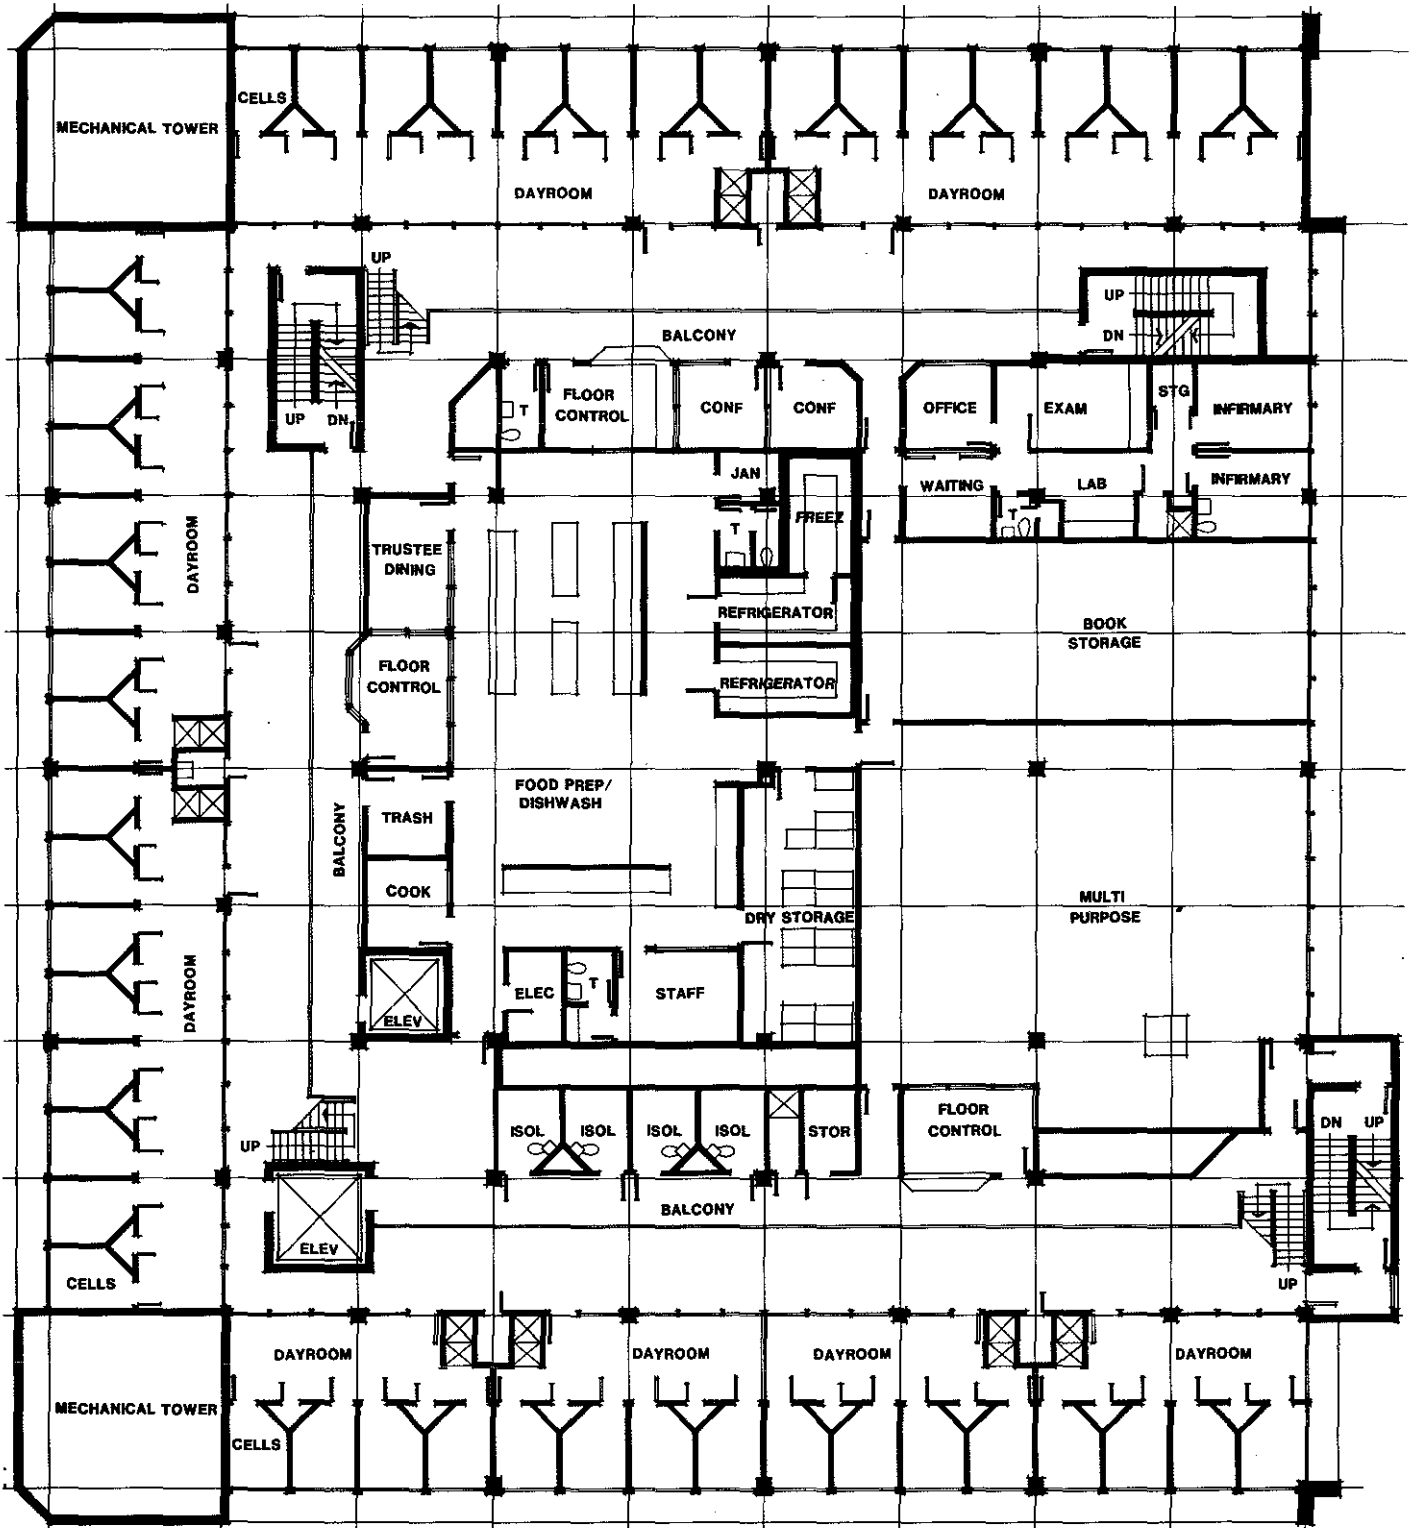 CELLS
MECHANICAL TOWER
DAYROOM
DAYROOM
UP
UP
BALCONY
DN
UP
DN
FLOOR
CONTROL
T
CONF
CONF
OFFICE
EXAM
STG
INFIRMARY
JAN
WAITING
LAB
INFIRMARY
FREEZ
T
T
DAYROOM
TRUSTEE
DINING
REFRIGERATOR
BOOK
STORAGE
FLOOR
CONTROL
REFRIGERATOR
FOOD PREP/
DISHWASH
TRASH
BALCONY
COOK
MULTI
PURPOSE
DRY STORAGE
DAYROOM
ELEC
T
STAFF
ELEV
FLOOR
CONTROL
ISOL
ISOL
ISOL
ISOL
STOR
DN
UP
UP
BALCONY
ELEV
CELLS
UP
DAYROOM
DAYROOM
DAYROOM
DAYROOM
MECHANICAL TOWER
CELLS